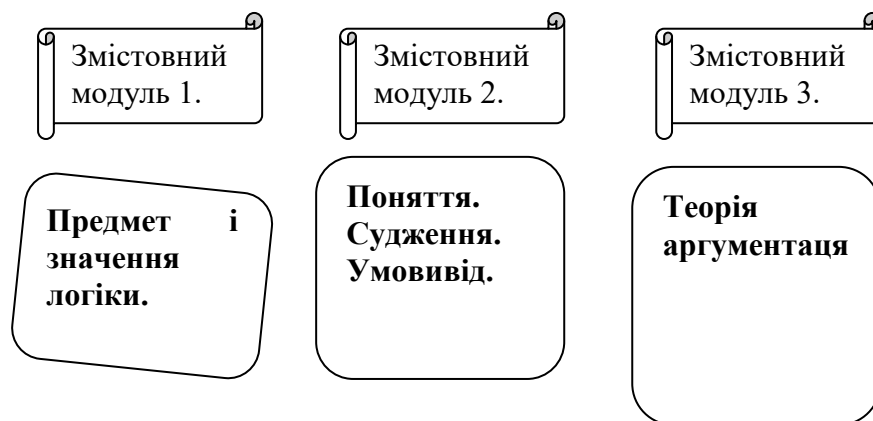 Змістовний
модуль 1.
Змістовний
модуль 2.
Змістовний
модуль 3.
Предмет і
значення
логіки.
Поняття.
Судження.
Умовивід.
Теорія
аргументаця